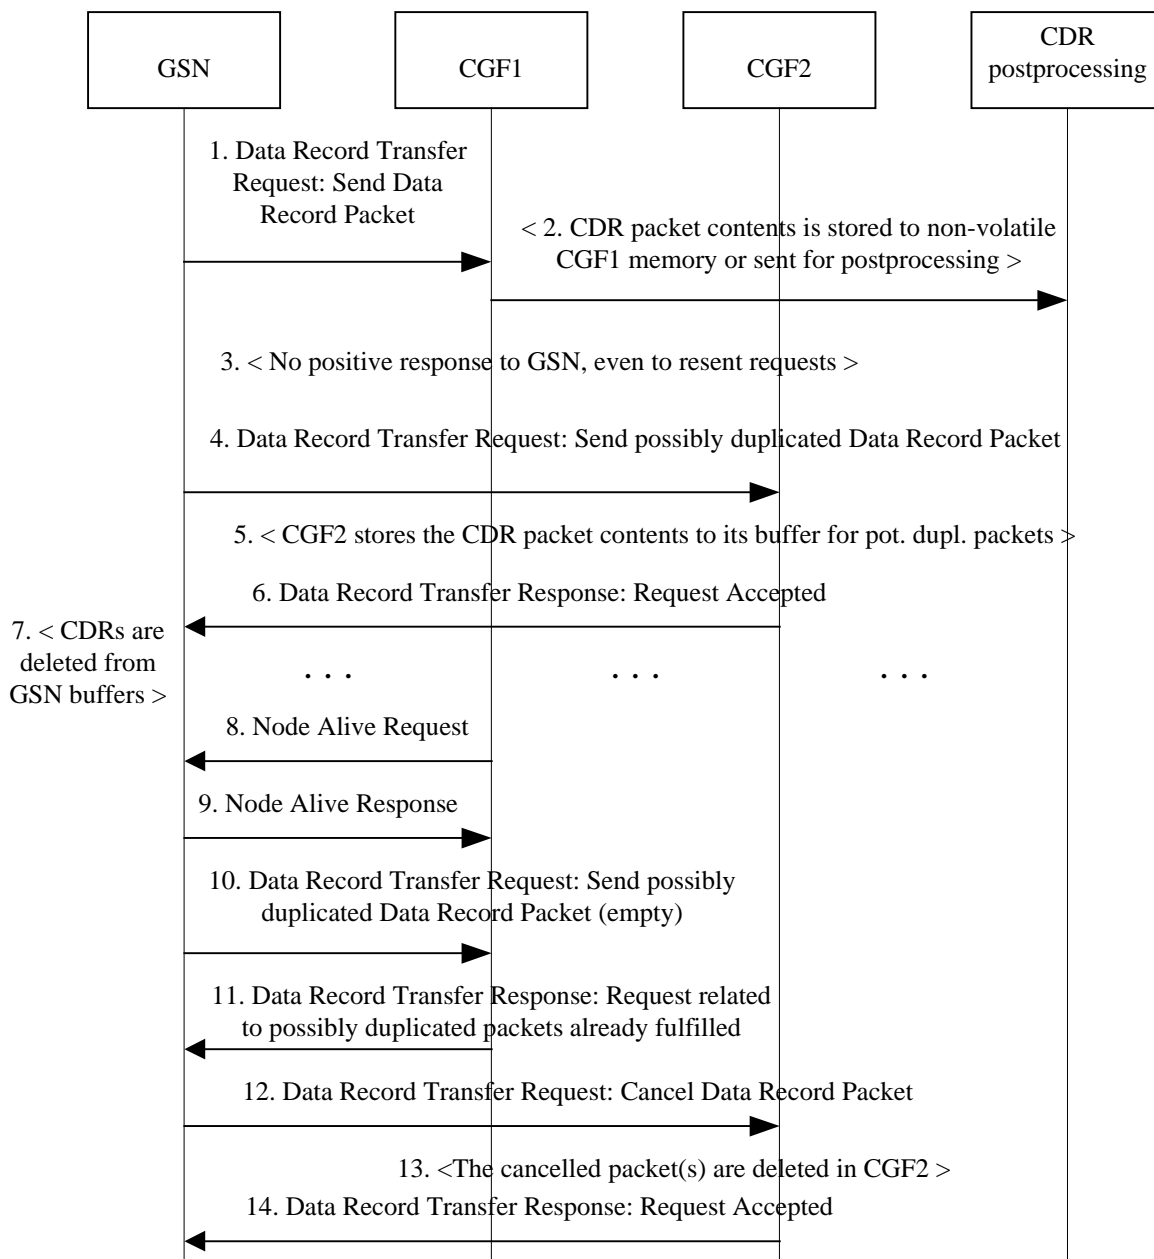 GSN
CGF1
CGF2
CDR
postprocessing
1. Data Record Transfer
Request: Send Data
Record Packet
< 2. CDR packet contents is stored to non-volatile
CGF1 memory or sent for postprocessing >
3. < No positive response to GSN, even to resent requests >
4. Data Record Transfer Request: Send possibly duplicated Data Record Packet
5. < CGF2 stores the CDR packet contents to its buffer for pot. dupl. packets >
6. Data Record Transfer Response: Request Accepted
7. < CDRs are
deleted from
GSN buffers >
. . .
. . .
. . .
8. Node Alive Request
9. Node Alive Response
10. Data Record Transfer Request: Send possibly
duplicated Data Record Packet (empty)
11. Data Record Transfer Response: Request related
to possibly duplicated packets already fulfilled
12. Data Record Transfer Request: Cancel Data Record Packet
13. <The cancelled packet(s) are deleted in CGF2 >
14. Data Record Transfer Response: Request Accepted